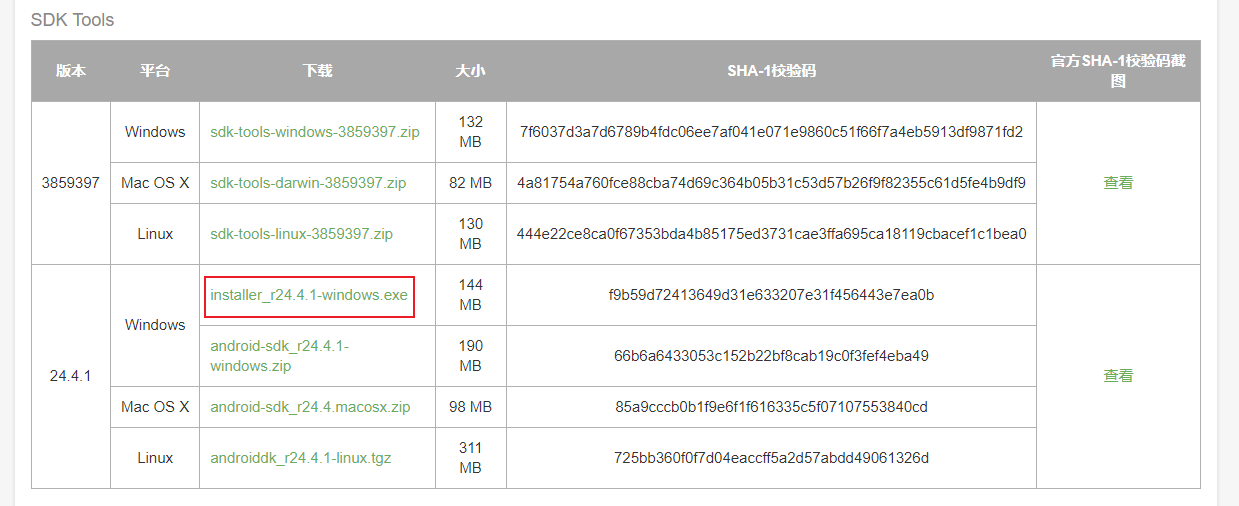 SDK Tools
版本 平台 下载 大小 SHA-1校验码 官方SHA-1校验码截
图
3859397
Windows sdk-tools-windows-3859397.zip 132
MB 7f6037d3a7d6789b4fdc06ee7af041e071e9860c51f66f7a4eb5913df9871fd2
Mac OS X sdk-tools-darwin-3859397.zip 82 MB 4a81754a760fce88cba74d69c364b05b31c53d57b26f9f82355c61d5fe4b9df9
查看
Linux sdk-tools-linux-3859397.zip 130
MB 444e22ce8ca0f67353bda4b85175ed3731cae3ffa695ca18119cbacef1c1bea0
24.4.1
Windows
installer_r24.4.1-windows.exe 144
MB f9b59d72413649d31e633207e31f456443e7ea0b
android-sdk_r24.4.1-
windows.zip 190
MB 66b6a6433053c152b22bf8cab19c0f3fef4eba49
查看
Mac OS X android-sdk_r24.4.macosx.zip 98 MB 85a9cccb0b1f9e6f1f616335c5f07107553840cd
Linux androiddk_r24.4.1-linux.tgz 311
MB 725bb360f0f7d04eaccff5a2d57abdd49061326d